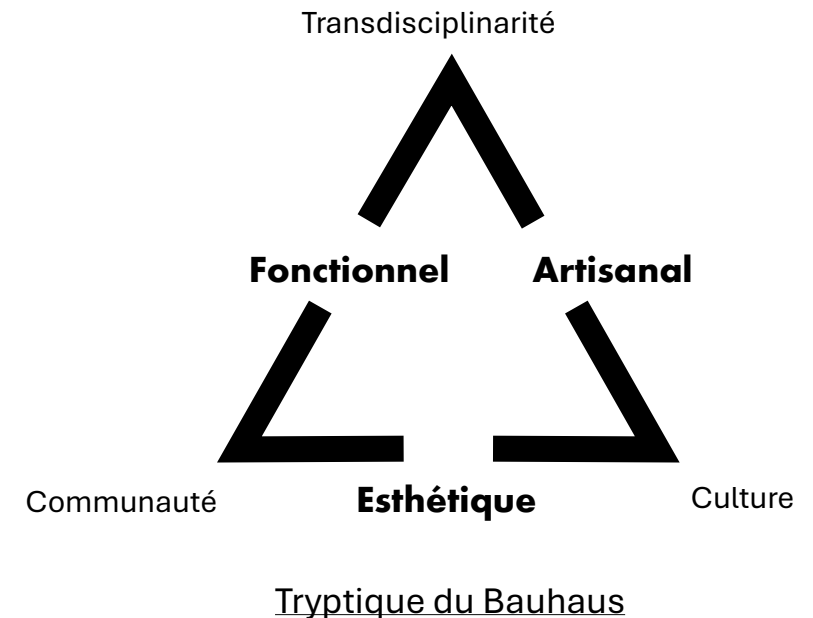 Transdisciplinarité
Fonctionnel Artisanal
Communauté Esthétique Culture
Tryptique du Bauhaus